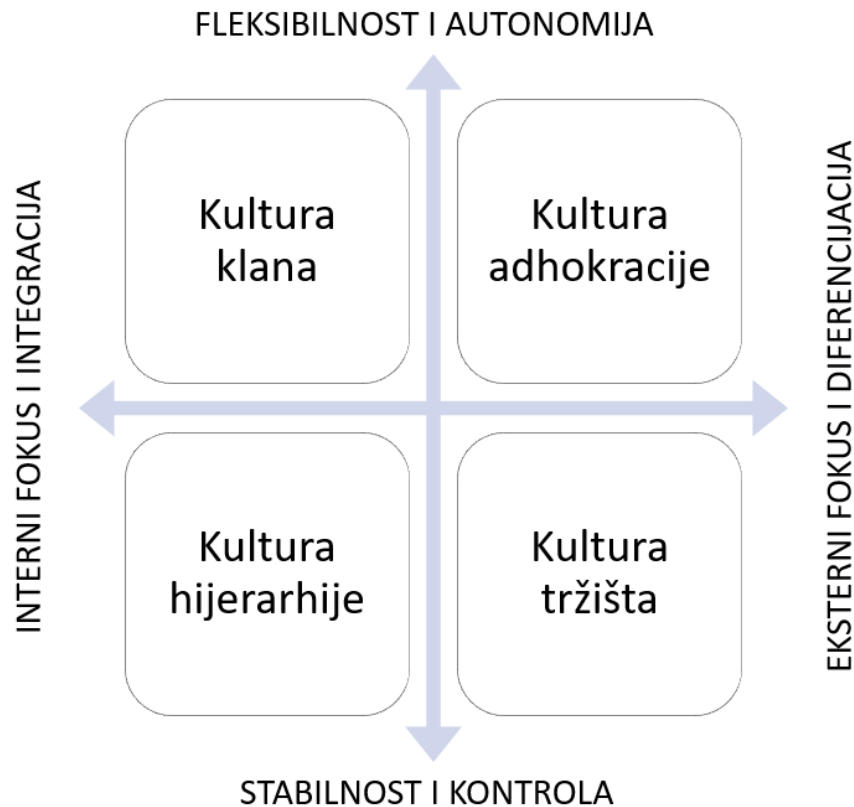 FLEKSIBILNOST I AUTONOMIJA
INTERNI FOKUS I INTEGRACIJA
Kultura
klana
Kultura
adhokracije
EKSTERNI FOKUS I DIFERENCIJACIJA
Kultura
hijerarhije
Kultura
tržišta
STABILNOST I KONTROLA